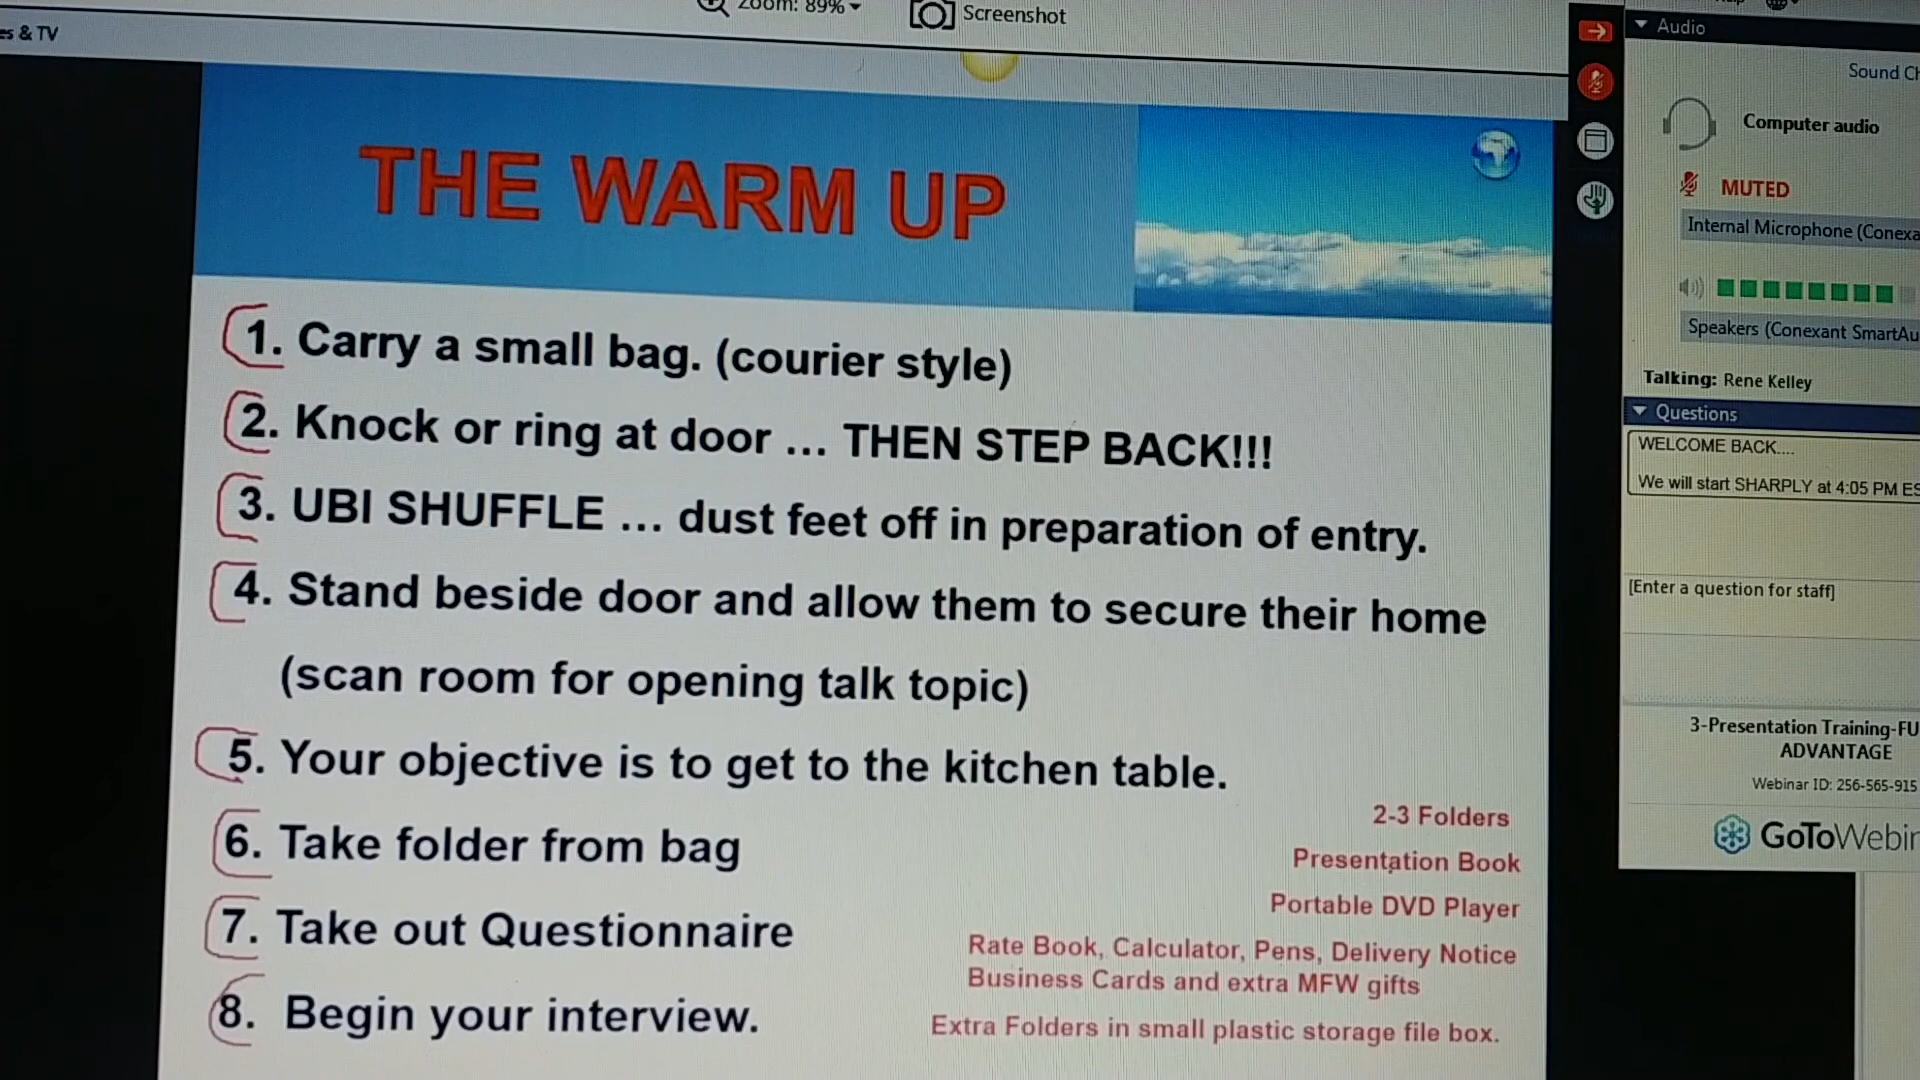 Zoom: 89%
Screenshot
es & TV
THE WARM UP
1. Carry a small bag. (courier style)
2. Knock or ring at door ... THEN STEP BACK!!!
3. UBI SHUFFLE ... dust feet off in preparation of entry.
4. Stand beside door and allow them to secure their home
(scan room for opening talk topic)
5. Your objective is to get to the kitchen table.
6. Take folder from bag
7. Take out Questionnaire
8. Begin your interview.
2-3 Folders
Presentation Book
Portable DVD Player
Rate Book, Calculator, Pens, Delivery Notice
Business Cards and extra MFW gifts
Extra Folders in small plastic storage file box.
Audio
Sound Ch
Computer audio
MUTED
Internal Microphone (Conexa
Speakers (Conexant SmartAu
Talking: Rene Kelley
Questions
WELCOME BACK....
We will start SHARPLY at 4:05 PM ES
[Enter a question for staff]
3-Presentation Training-FU
ADVANTAGE
Webinar ID: 256-565-915
GoToWebin